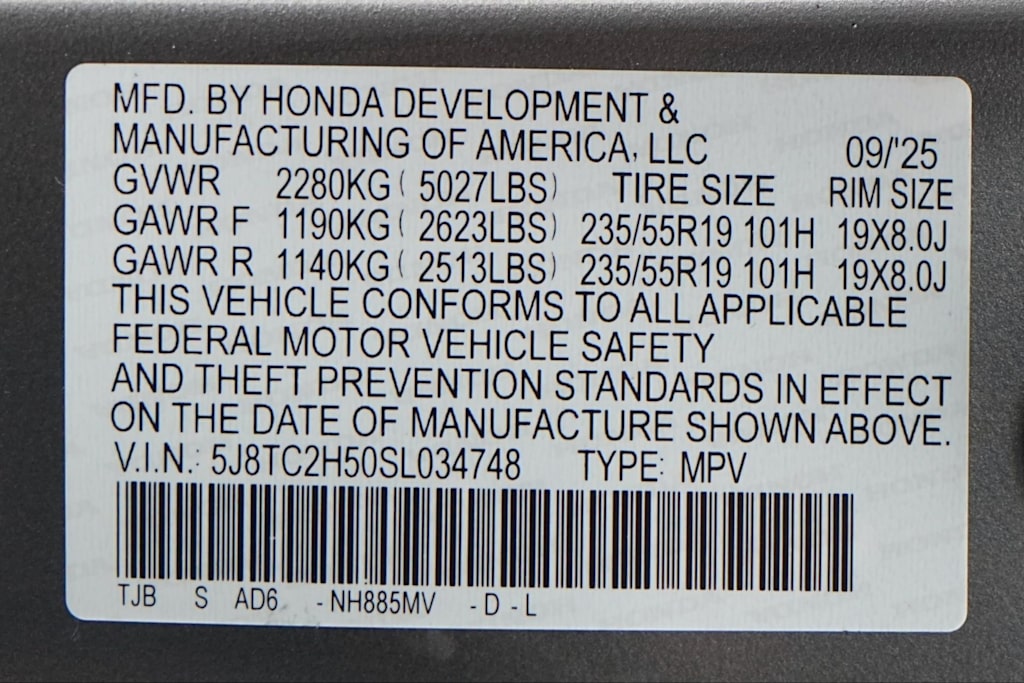 MFD. BY HONDA DEVELOPMENT &
MANUFACTURING OF AMERICA, LLC 09/'25
GVWR 2280KG ( 5027LBS) TIRE SIZE RIM SIZE
GAWR F 1190KG ( 2623LBS) 235/55R19 101H 19X8.0J
GAWR R 1140KG ( 2513LBS) 235/55R19 101H 19X8.0J
THIS VEHICLE CONFORMS TO ALL APPLICABLE
FEDERAL MOTOR VEHICLE SAFETY
AND THEFT PREVENTION STANDARDS IN EFFECT
ON THE DATE OF MANUFACTURE SHOWN ABOVE.
V.I.N.: 5J8TC2H50SL034748 TYPE: MPV
TJB S AD6 - NH885MV - D - L